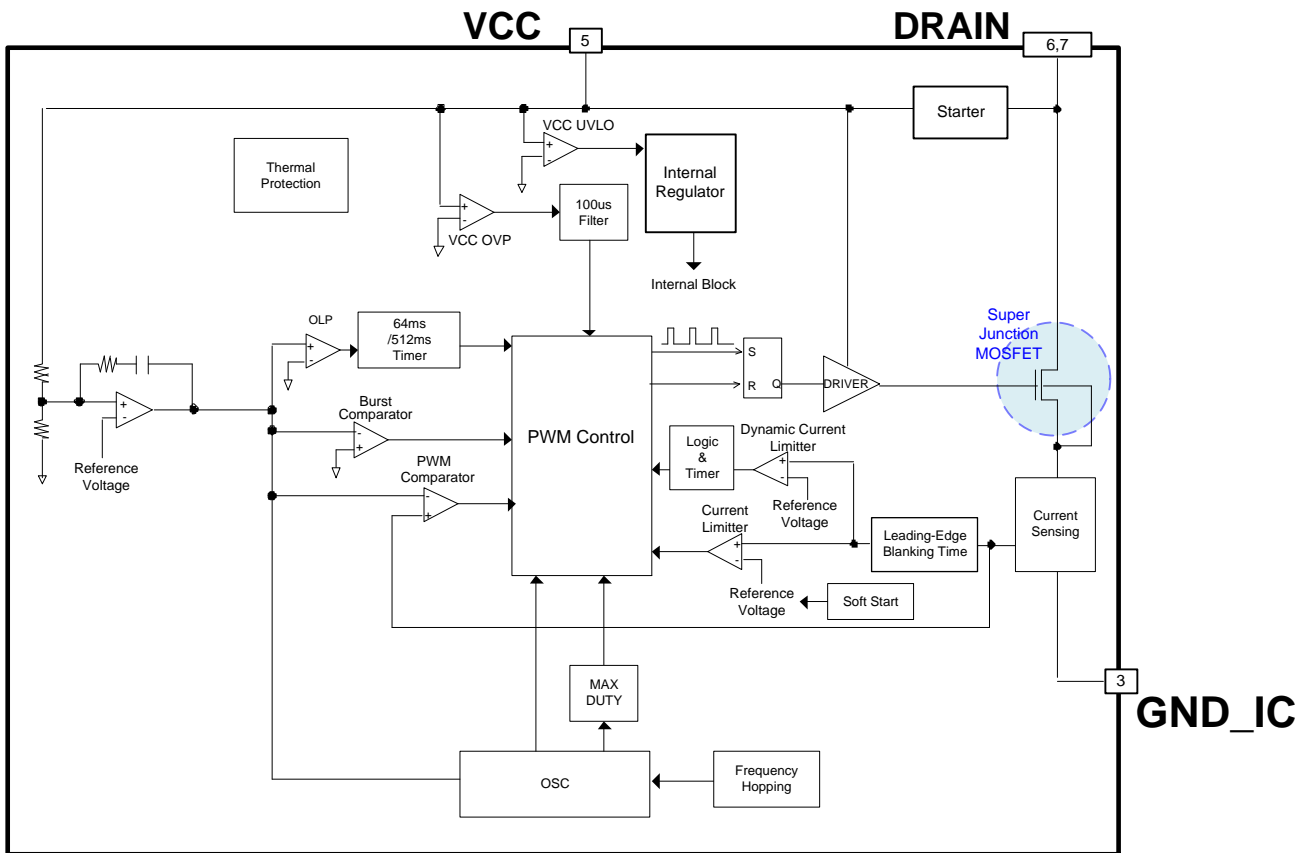 VCC
DRAIN
5
6,7
Starter
VCC UVLO
+
-
Thermal
Protection
Internal
Regulator
+
-
100us
Filter
VCC OVP
Internal Block
Super
Junction
MOSFET
OLP
+
-
64ms
/512ms
Timer
S
R
Q
DRIVER
+
-
Reference
Voltage
Burst
Comparator
-
+
PWM Control
PWM
Comparator
-
+
Dynamic Current
Limitter
Logic
&
Timer
+
-
Reference
Voltage
Current
Limitter
+
-
Leading-Edge
Blanking Time
Current
Sensing
Reference
Voltage
Soft Start
MAX
DUTY
3
GND_IC
OSC
Frequency
Hopping